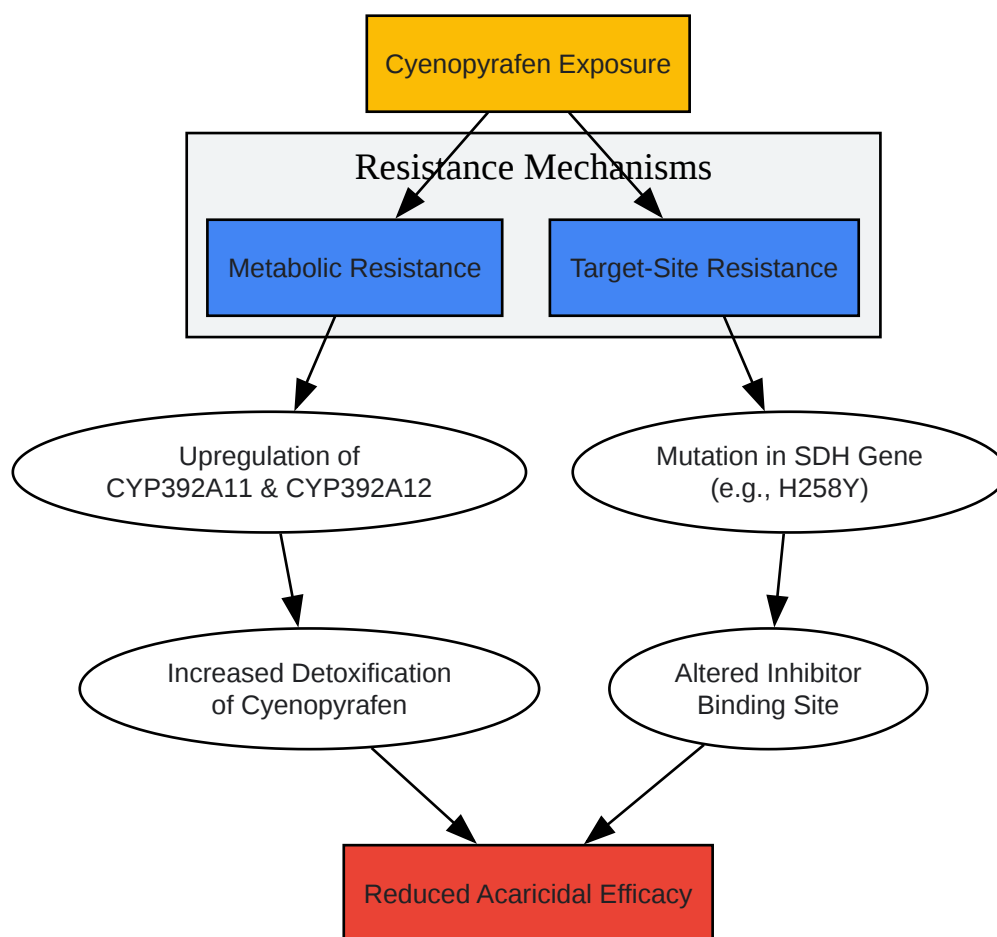 Cyenopyrafen Exposure
Resistance Mechanisms
Metabolic Resistance
Target-Site Resistance
Upregulation of
CYP392A11 & CYP392A12
Mutation in SDH Gene
(e.g., H258Y)
Increased Detoxification
of Cyenopyrafen
Altered Inhibitor
Binding Site
Reduced Acaricidal Efficacy